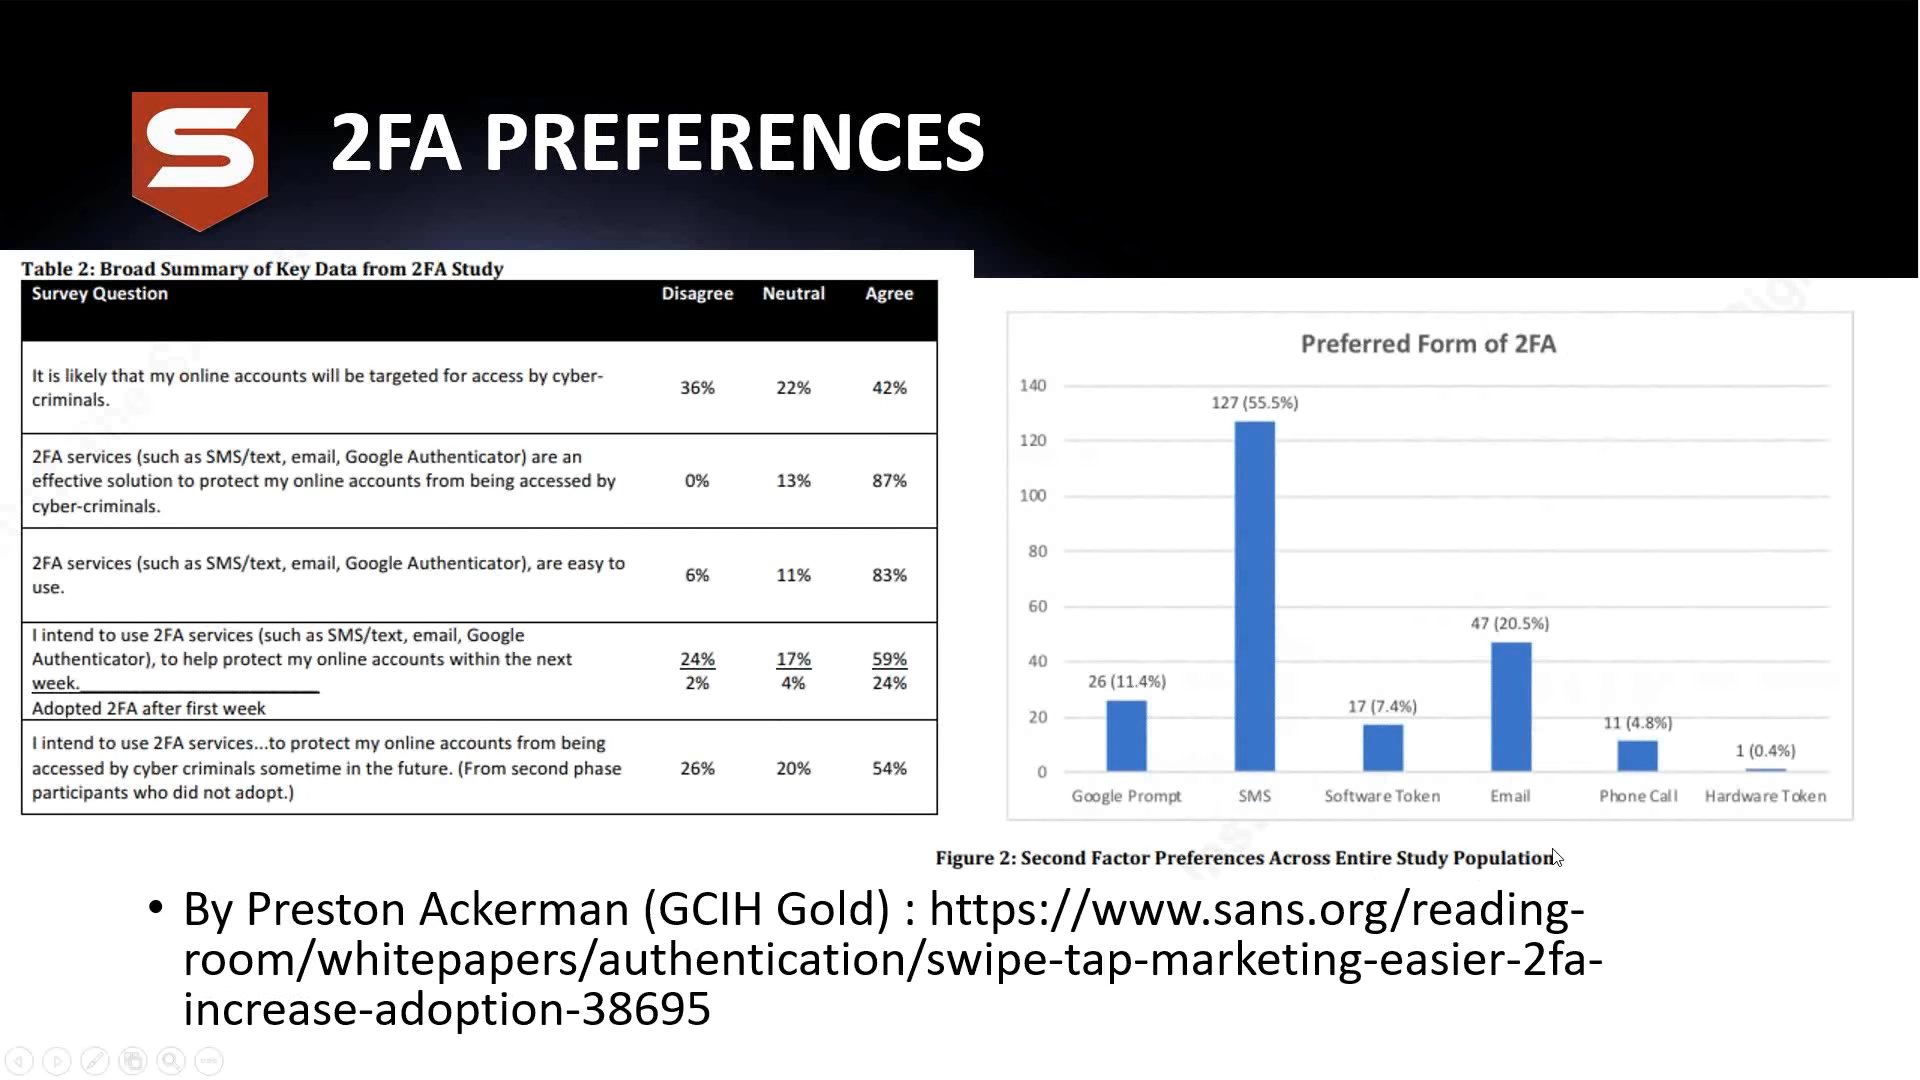 S
2FA PREFERENCES
Table 2: Broad Summary of Key Data from 2FA Study
Survey Question Disagree Neutral Agree
It is likely that my online accounts will be targeted for access by cyber-
criminals.
36% 22% 42%
2FA services (such as SMS/text, email, Google Authenticator) are an
effective solution to protect my online accounts from being accessed by
cyber-criminals.
0% 13% 87%
2FA services (such as SMS/text, email, Google Authenticator), are easy to
use.
6% 11% 83%
I intend to use 2FA services (such as SMS/text, email, Google
Authenticator), to help protect my online accounts within the next
week.
24% 17% 59%
2% 4% 24%
Adopted 2FA after first week
I intend to use 2FA services...to protect my online accounts from being
accessed by cyber criminals sometime in the future. (From second phase
participants who did not adopt.)
26% 20% 54%
Preferred Form of 2FA
140
120
100
80
60
40
20
0
26 (11.4%)
127 (55.5%)
17 (7.4%)
47 (20.5%)
11 (4.8%)
1 (0.4%)
Google Prompt SMS Software Token Email Phone Call Hardware Token
Figure 2: Second Factor Preferences Across Entire Study Population
• By Preston Ackerman (GCIH Gold) : https://www.sans.org/reading-
room/whitepapers/authentication/swipe-tap-marketing-easier-2fa-
increase-adoption-38695